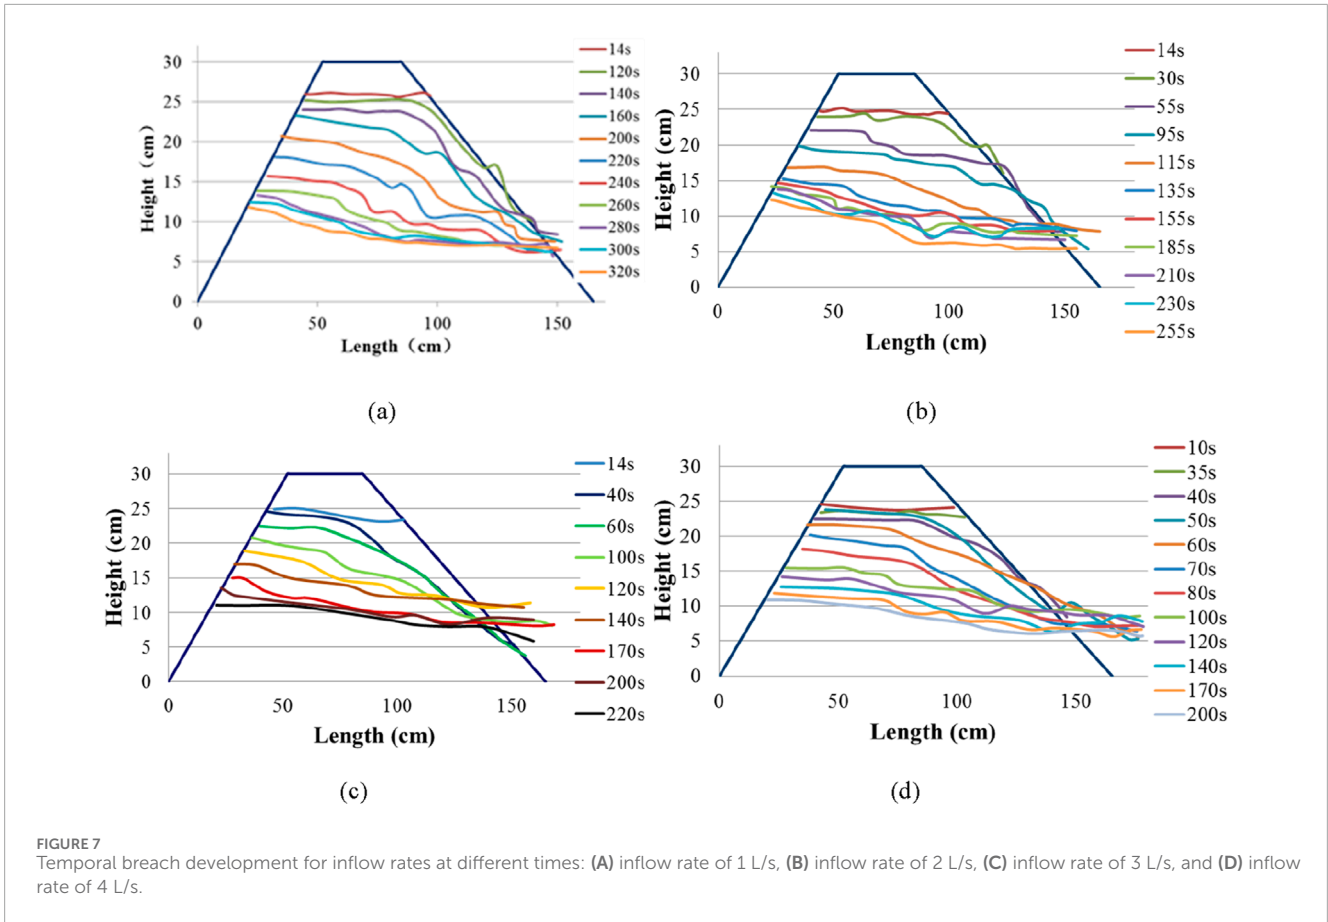 14s
30
120s
140s
25
160s
20
200s
220s
15
240s
260s
10
280s
5
300s
320s
0
0
50
100
150
Height (cm)
Length (cm)
(a)
14s
30
30s
25
55s
95s
20
115s
15
135s
155s
10
185s
5
210s
230s
0
255s
0
50
100
150
Height (cm)
Length (cm)
(b)
30
14s
25
40s
60s
20
100s
15
120s
10
140s
170s
5
200s
0
220s
0
50
100
150
Height (cm)
Length (cm)
(c)
10s
30
35s
25
40s
50s
20
60s
15
70s
80s
10
100s
120s
5
140s
170s
0
200s
0
50
100
150
Height (cm)
Length (cm)
(d)
FIGURE 7
Temporal breach development for inflow rates at different times: (A) inflow rate of 1 L/s, (B) inflow rate of 2 L/s, (C) inflow rate of 3 L/s, and (D) inflow
rate of 4 L/s.